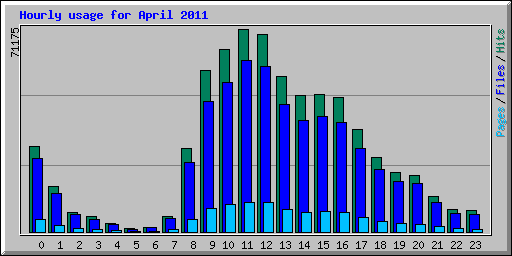 Hourly usage for April 2011
71175
Pages/Files/Hits
0 1 2 3 4 5 6 7 8 9 10 11 12 13 14 15 16 17 18 19 20 21 22 23